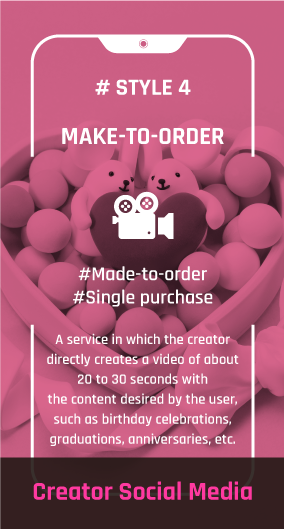 # STYLE 4
MAKE-TO-ORDER
#Made-to-order
#Single purchase
A service in which the creator
directly creates a video of about
20 to 30 seconds with
the content desired by the user,
such as birthday celebrations,
graduations, anniversaries, etc.
Creator Social Media